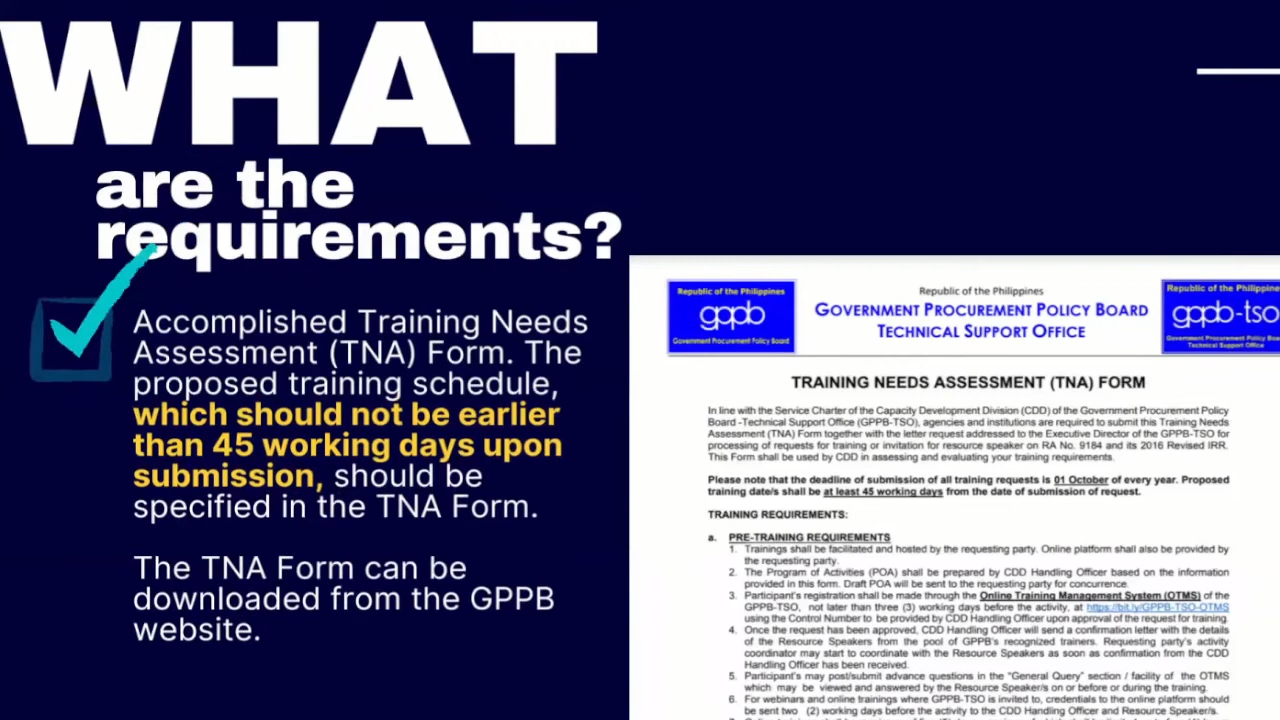 WHAT
are the
requirements?
Accomplished Training Needs
Assessment (TNA) Form. The
proposed training schedule,
which should not be earlier
than 45 working days upon
submission, should be
specified in the TNA Form.
The TNA Form can be
downloaded from the GPPB
website.
Republic of the Philippines
gppb
Government Procurement Policy Board
Republic of the Philippines
GOVERNMENT PROCUREMENT POLICY BOARD
TECHNICAL SUPPORT OFFICE
Republic of the Philippine
gppb-tso
Government Procurement Policy Boa
Technical Support Office
TRAINING NEEDS ASSESSMENT (TNA) FORM
In line with the Service Charter of the Capacity Development Division (CDD) of the Government Procurement Policy
Board -Technical Support Office (GPPB-TSO), agencies and institutions are required to submit this Training Needs
Assessment (TNA) Form together with the letter request addressed to the Executive Director of the GPPB-TSO for
processing of requests for training or invitation for resource speaker on RA No. 9184 and its 2016 Revised IRR.
This Form shall be used by CDD in assessing and evaluating your training requirements.
Please note that the deadline of submission of all training requests is 01 October of every year. Proposed
training date/s shall be at least 45 working days from the date of submission of request.
TRAINING REQUIREMENTS:
a. PRE-TRAINING REQUIREMENTS
1. Trainings shall be facilitated and hosted by the requesting party. Online platform shall also be provided by
the requesting party.
2. The Program of Activities (POA) shall be prepared by CDD Handling Officer based on the information
provided in this form. Draft POA will be sent to the requesting party for concurrence.
3. Participant's registration shall be made through the Online Training Management System (OTMS) of the
GPPB-TSO, not later than three (3) working days before the activity, at https://bit.ly/GPPB-TSO-OTMS
using the Control Number to be provided by CDD Handling Officer upon approval of the request for training.
4. Once the request has been approved, CDD Handling Officer will send a confirmation letter with the details
of the Resource Speakers from the pool of GPPB's recognized trainers. Requesting party's activity
coordinator may start to coordinate with the Resource Speakers as soon as confirmation from the CDD
Handling Officer has been received.
5. Participant's may post/submit advance questions in the "General Query" section / facility of the OTMS
which may be viewed and answered by the Resource Speaker/s on or before or during the training.
6. For webinars and online trainings where GPPB-TSO is invited to, credentials to the online platform should
be sent two (2) working days before the activity to the CDD Handling Officer and Resource Speaker/s.